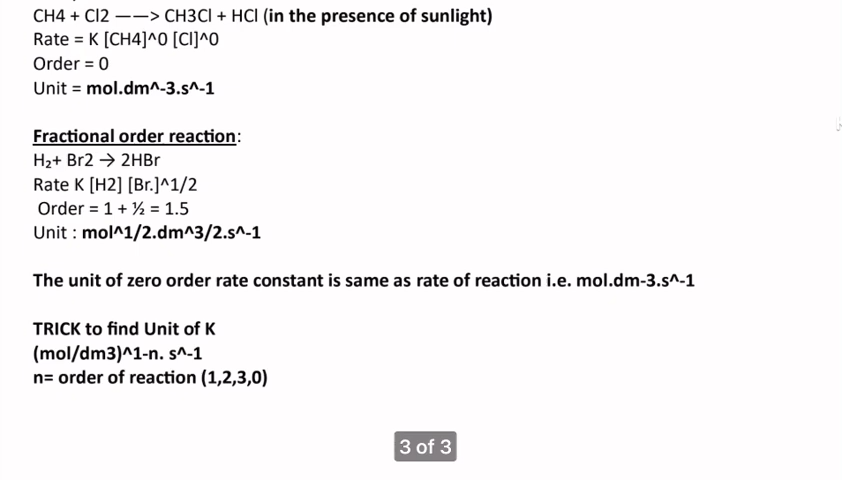 CH4 + Cl2 ——> CH3Cl + HCl (in the presence of sunlight)
Rate = K [CH4]^0 [Cl]^0
Order = 0
Unit = mol.dm^-3.s^-1
Fractional order reaction:
H₂+ Br2 → 2HBr
Rate K [H2] [Br.]^1/2
Order = 1 + ½ = 1.5
Unit : mol^1/2.dm^3/2.s^-1
The unit of zero order rate constant is same as rate of reaction i.e. mol.dm-3.s^-1
TRICK to find Unit of K
(mol/dm3)^1-n. s^-1
n= order of reaction (1,2,3,0)
3 of 3